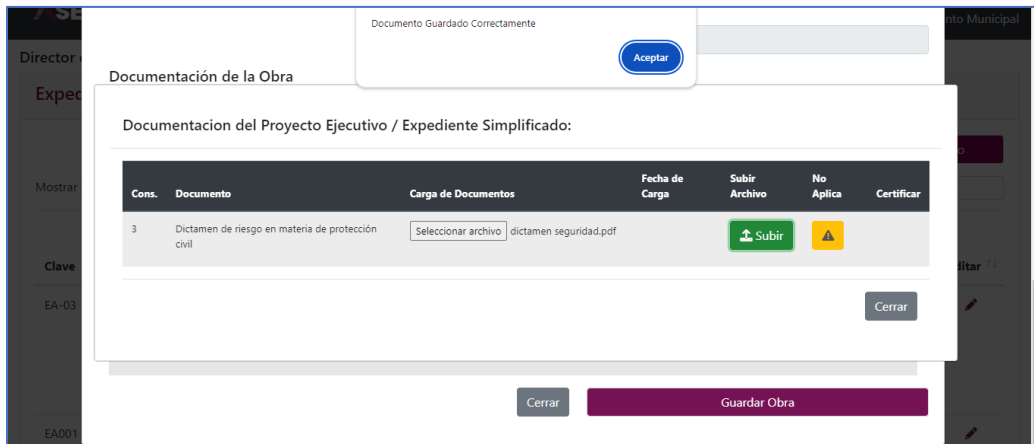 Documento Guardado Correctamente
nto Municipal
Aceptar
Director
Documentación de la Obra
Exped
Documentacion del Proyecto Ejecutivo / Expediente Simplificado:
Mostrar
Cons. Documento Carga de Documentos Fecha de Carga Subir Archivo No Aplica Certificar
3 Dictamen de riesgo en materia de protección civil Seleccionar archivo dictamen seguridad.pdf Subir
Clave ditar
EA-03 Cerrar
Cerrar Guardar Obra
EA001